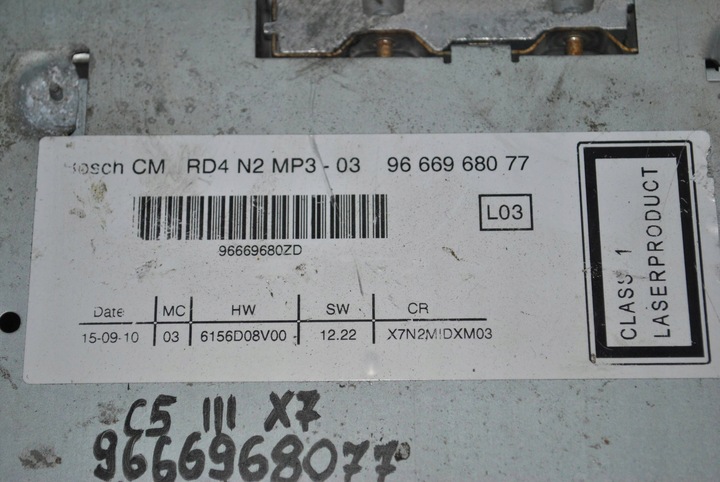 Bosch CM RD4 N2 MP3 - 03 96 669 680 77
L03
96669680ZD
Date MC HW SW CR
15-09-10 03 6156D08V00 12.22 X7N2MIDXM03
CLASS 1
LASERPRODUCT
C5 III X7
9666968077